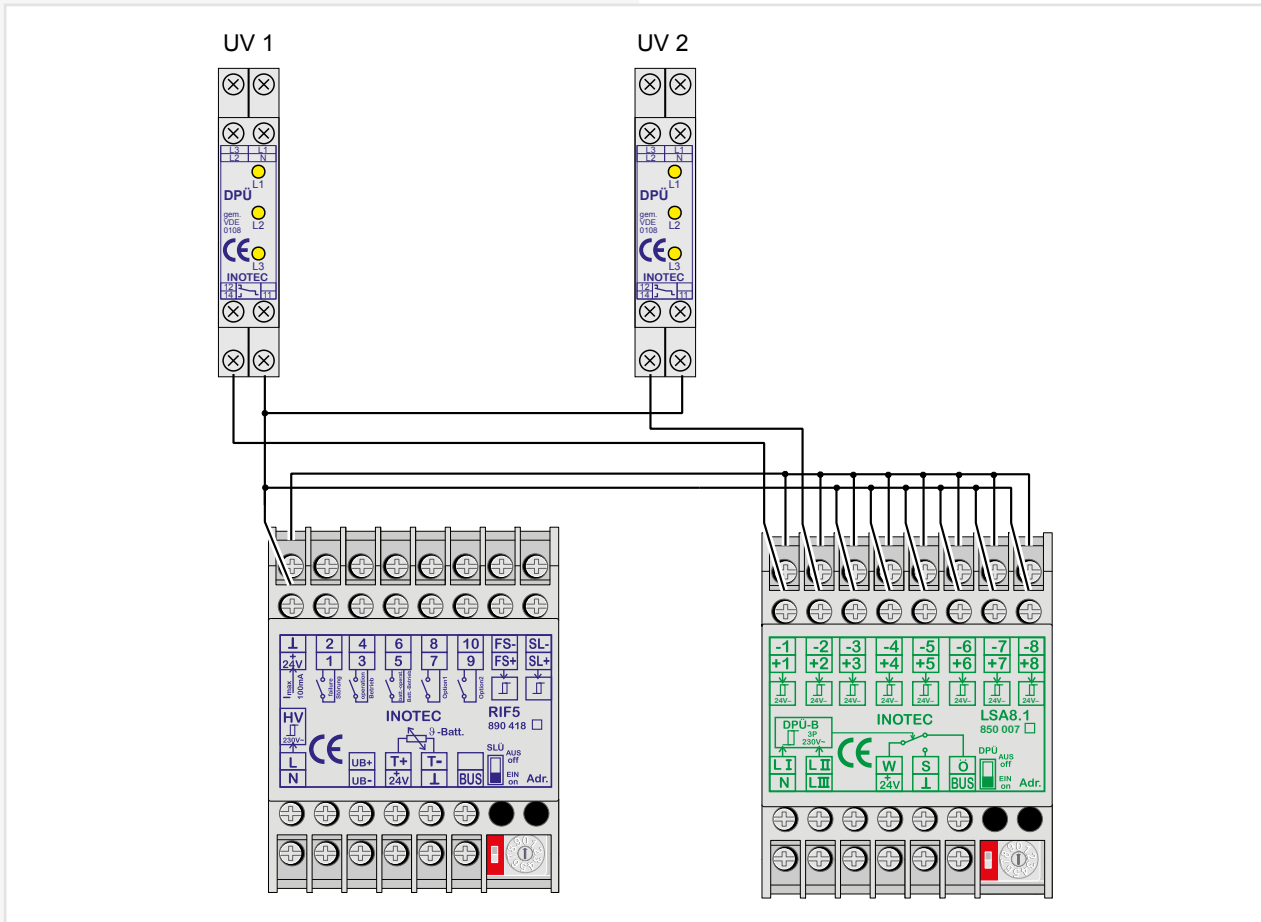 UV 1
UV 2
L3 L1
L2 N
L1
DPÜ
gem.
VDE
0108
L2
CE
L3
INOTEC
12
14 11
L3 L1
L2 N
L1
DPÜ
gem.
VDE
0108
L2
CE
L3
INOTEC
12
14 11
⊥ 2 4 6 8 10 FS- SL-
+24V 1 3 5 7 9 FS+ SL+
Imax 100mA
failure Störung
operation Betrieb
Batt.-operat. Batt.-Betrieb
Option1
Option2
HV
230V~
INOTEC
RIF5
890 418
CE
ϑ-Batt.
SLÜ
AUS
off
L UB+ T+ T-
EIN
on
N UB- +24V ⊥ BUS
Adr.
-1 -2 -3 -4 -5 -6 -7 -8
+1 +2 +3 +4 +5 +6 +7 +8
24V~ 24V~ 24V~ 24V~ 24V~ 24V~ 24V~ 24V~
DPÜ-B
3P
230V~
INOTEC
LSA8.1
850 007
CE
DPÜ
AUS
off
L I L II W S Ö
EIN
on
N L III +24V ⊥ BUS
Adr.